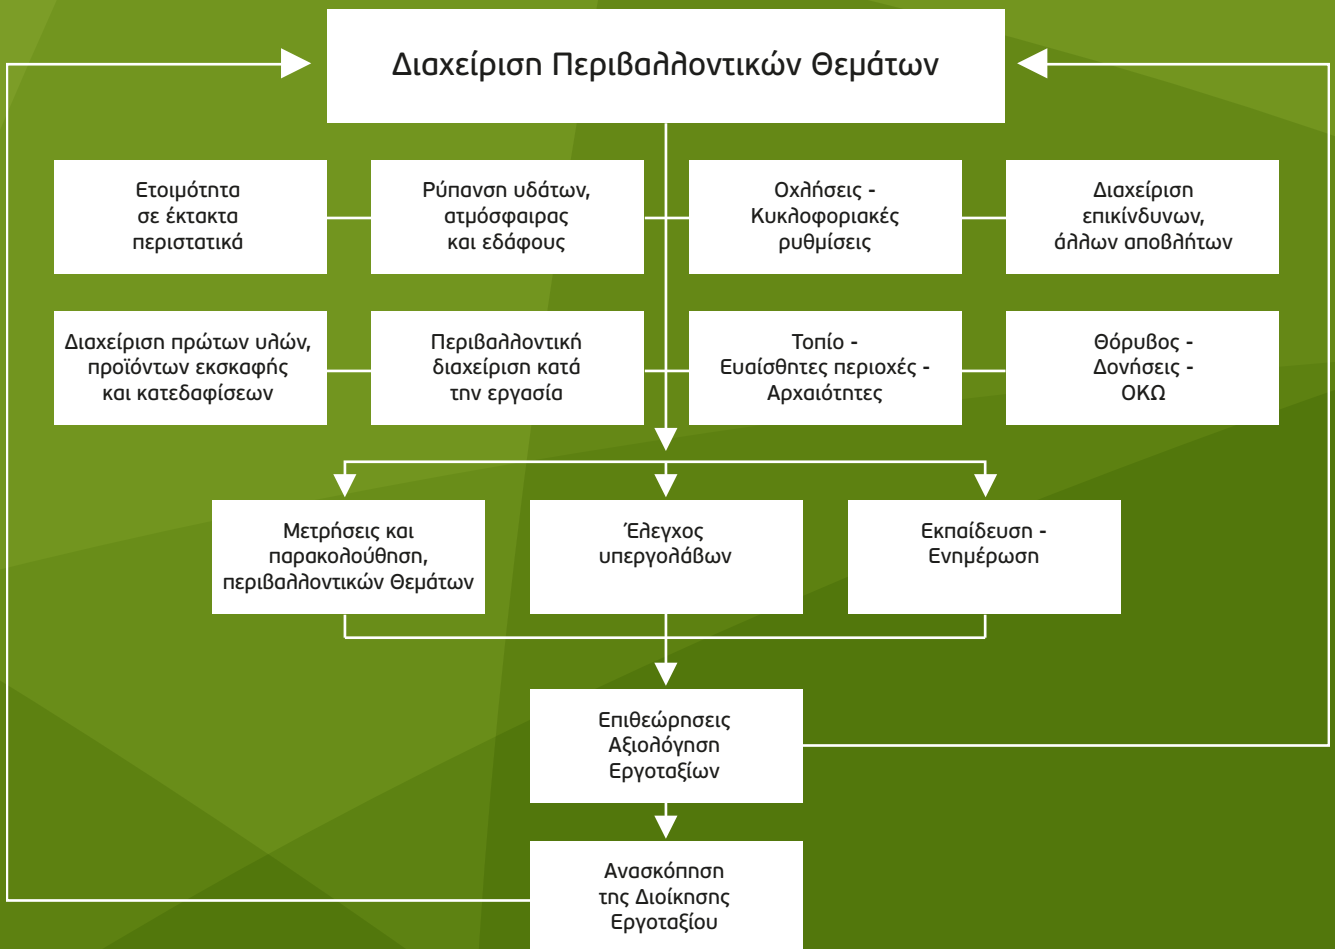 Διαχείριση Περιβαλλοντικών Θεμάτων
Ετοιμότητα
σε έκτακτα
περιστατικά
Ρύπανση υδάτων,
ατμόσφαιρας
και εδάφους
Οχλήσεις -
Κυκλοφοριακές
ρυθμίσεις
Διαχείριση
επικίνδυνων,
άλλων αποβλήτων
Διαχείριση πρώτων υλών,
προϊόντων εκσκαφής
και κατεδαφίσεων
Περιβαλλοντική
διαχείριση κατά
την εργασία
Τοπίο -
Ευαίσθητες περιοχές -
Αρχαιότητες
Θόρυβος -
Δονήσεις -
ΟΚΩ
Μετρήσεις και
παρακολούθηση,
περιβαλλοντικών Θεμάτων
Έλεγχος
υπεργολάβων
Εκπαίδευση -
Ενημέρωση
Επιθεώρησεις
Αξιολόγηση
Εργοταξίων
Ανασκόπηση
της Διοίκησης
Εργοταξίου